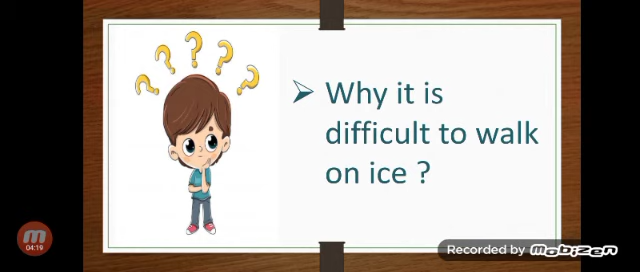 Why it is
difficult to walk
on ice ?
04:19
Recorded by Mobizen